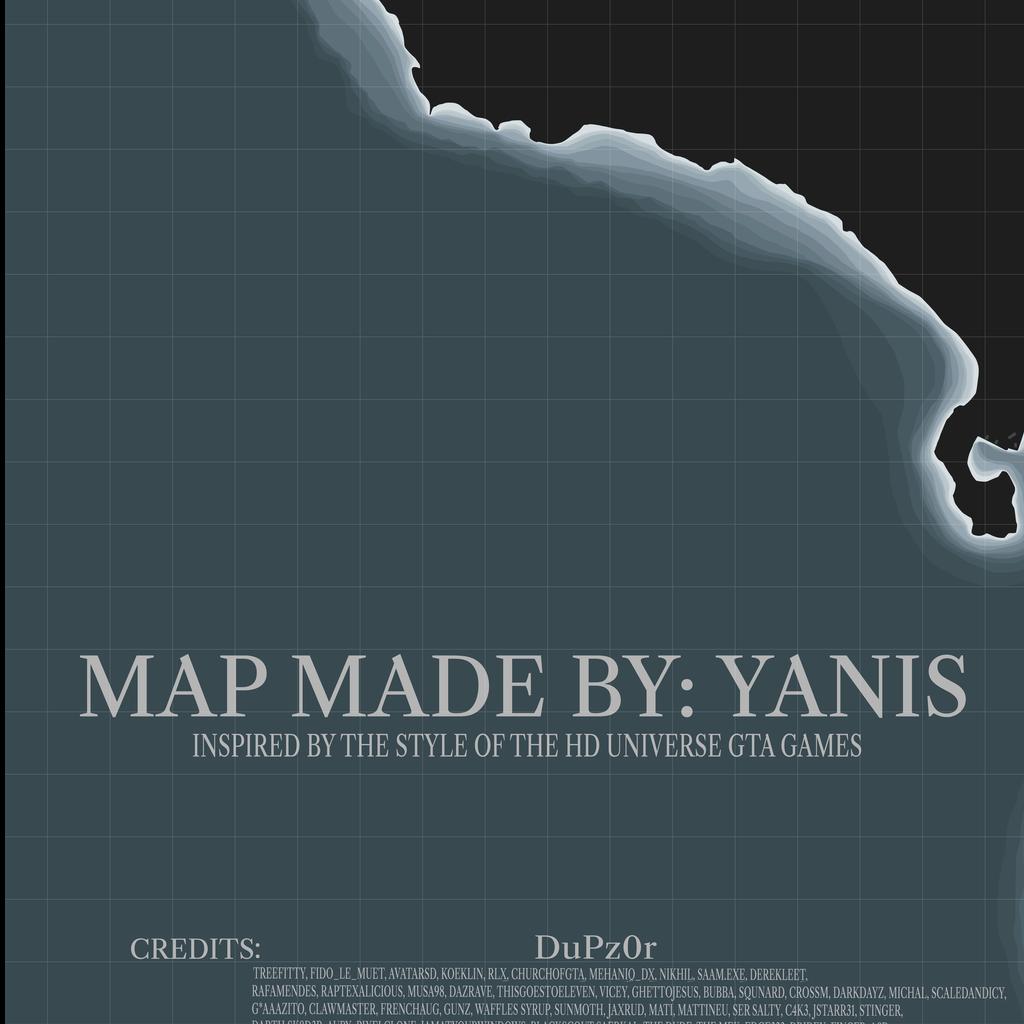 MAP MADE BY: YANIS
INSPIRED BY THE STYLE OF THE HD UNIVERSE GTA GAMES
CREDITS: DuPz0r
TREEFITTY, FIDO_LE_MUET, AVATARSD, KOEKLIN, RLX, CHURCHOFGTA, MEHANIO_DX, NIKHIL, SAAM.EXE, DEREKLEET,
RAFAMENDES, RAPTEXALICIOUS, MUSA98, DAZRAVE, THISGOESTOELEVEN, VICEY, GHETTOJESUS, BUBBA, SQUNARD, CROSSM, DARKDAYZ, MICHAL, SCALEDANDICY,
G*AAAZITO, CLAWMASTER, FRENCHAUG, GUNZ, WAFFLES SYRUP, SUNMOTH, JAXRUD, MATI, MATTINEU, SER SALTY, C4K3, JSTARR31, STINGER,